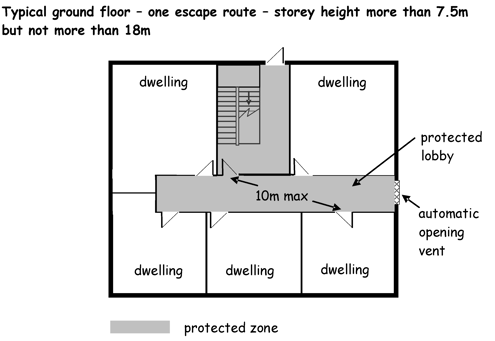 Typical ground floor - one escape route - storey height more than 7.5m
but not more than 18m
dwelling
dwelling
protected
lobby
10m max
automatic
opening
vent
dwelling
dwelling
dwelling
protected zone